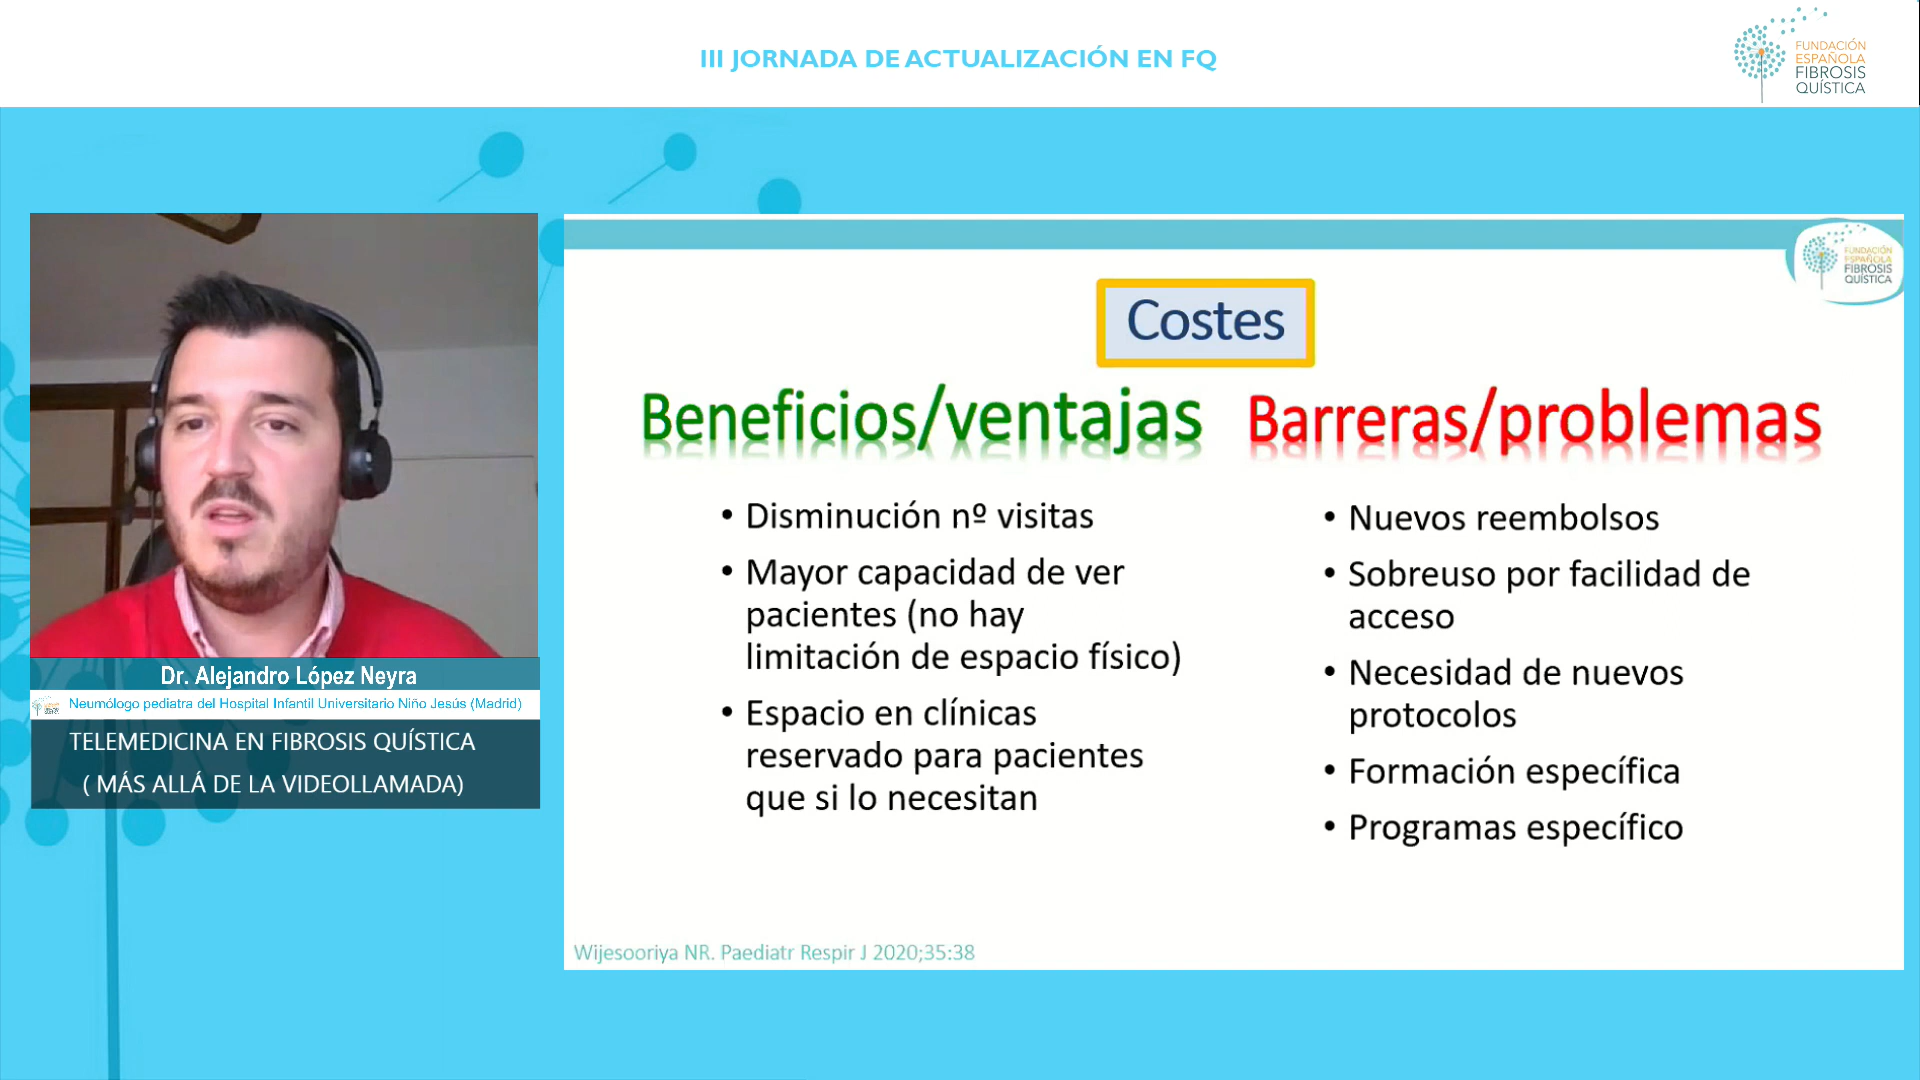 III JORNADA DE ACTUALIZACIÓN EN FQ
FUNDACIÓN
ESPAÑOLA
FIBROSIS
QUÍSTICA
Dr. Alejandro López Neyra
Neumólogo pediatra del Hospital Infantil Universitario Niño Jesús (Madrid)
TELEMEDICINA EN FIBROSIS QUÍSTICA
( MÁS ALLÁ DE LA VIDEOLLAMADA)
FUNDACIÓN
ESPAÑOLA
FIBROSIS
QUÍSTICA
Costes
Beneficios/ventajas
• Disminución nº visitas
• Mayor capacidad de ver
pacientes (no hay
limitación de espacio físico)
• Espacio en clínicas
reservado para pacientes
que si lo necesitan
Barreras/problemas
• Nuevos reembolsos
• Sobreuso por facilidad de
acceso
• Necesidad de nuevos
protocolos
• Formación específica
• Programas específico
Wijesooriya NR. Paediatr Respir J 2020;35:38